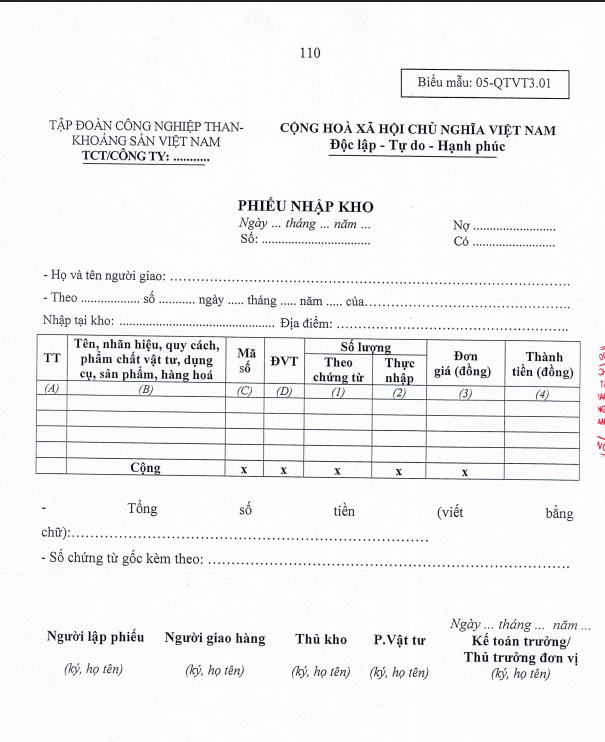 110
Biểu mẫu: 05-QTVT3.01
TẬP ĐOÀN CÔNG NGHIỆP THAN-
KHOÁNG SẢN VIỆT NAM
TCT/CÔNG TY: ...........
CỘNG HOÀ XÃ HỘI CHỦ NGHĨA VIỆT NAM
Độc lập - Tự do - Hạnh phúc
PHIẾU NHẬP KHO
Ngày ... tháng ... năm ...
Số: .................................
Nợ .........................
Có .........................
- Họ và tên người giao: ……………………………………………………
- Theo .................. số ........... ngày ..... tháng ..... năm ..... của…………………………
Nhập tại kho: ............................................... Địa điểm: ………………………………
TT Tên, nhãn hiệu, quy cách, phẩm chất vật tư, dụng cụ, sản phẩm, hàng hoá Mã số ĐVT Số lượng Đơn giá (đồng) Thành tiền (đồng)
Theo chứng từ Thực nhập
(A) (B) (C) (D) (1) (2) (3) (4)
Cộng x x x x x
- Tổng số tiền (viết bằng
chữ):………………………………………………
- Số chứng từ gốc kèm theo: ………………………………………………
Ngày ... tháng ... năm ...
Người lập phiếu Người giao hàng Thủ kho P.Vật tư Kế toán trưởng/
Thủ trưởng đơn vị
(ký, họ tên) (ký, họ tên) (ký, họ tên) (ký, họ tên) (ký, họ tên)